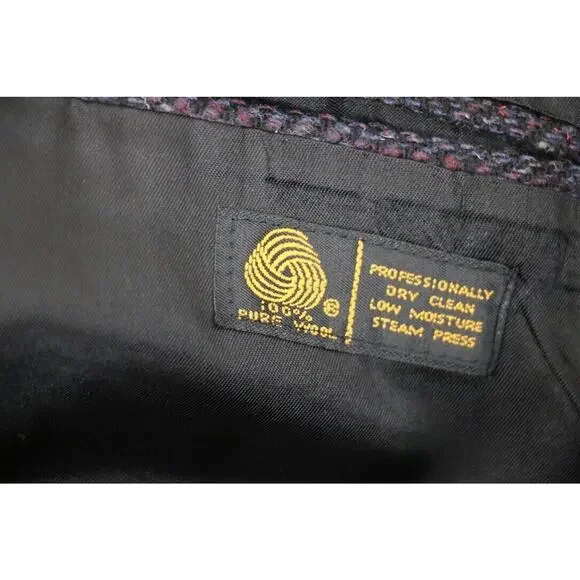 100%
PURE WOOL ®
PROFESSIONALLY
DRY CLEAN
LOW MOISTURE
STEAM PRESS